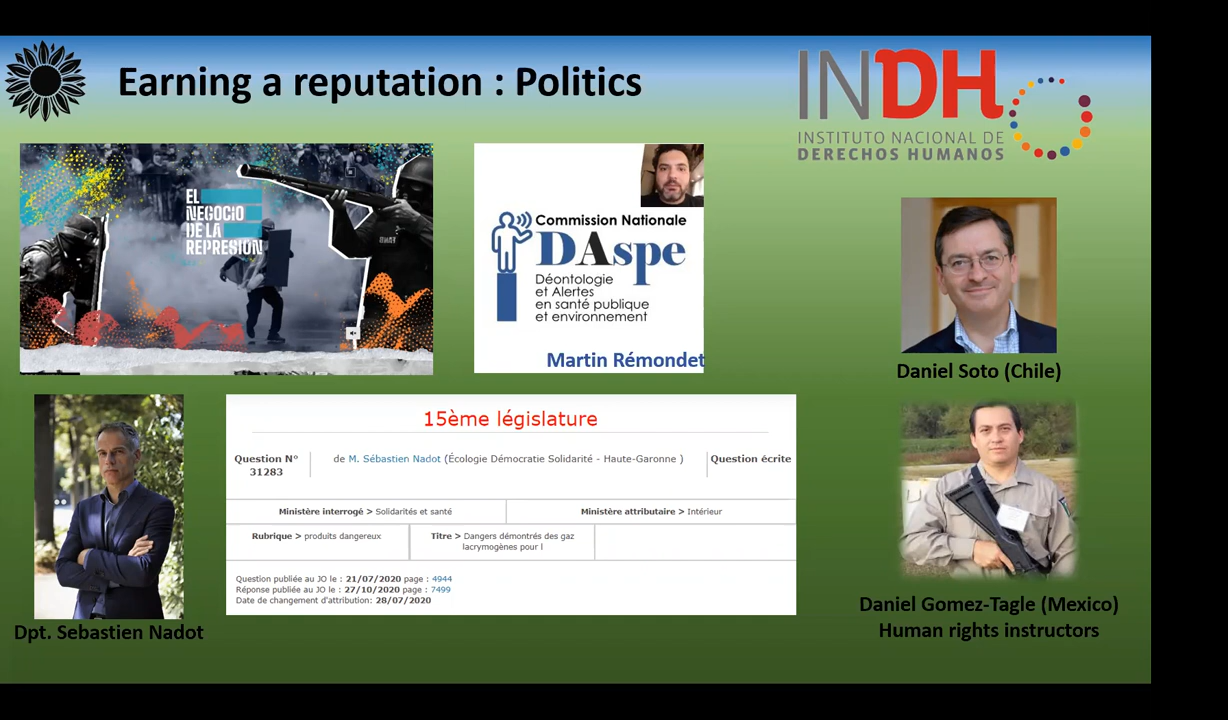 Earning a reputation : Politics
INDH
INSTITUTO NACIONAL DE
DERECHOS HUMANOS
EL
NEGOCIO
DE LA
REPRESIÓN
Commission Nationale
DAspe
Déontologie
et Alertes
en santé publique
et environnement
Martin Rémondet
Daniel Soto (Chile)
15ème législature
Question N°
31283
de M. Sébastien Nadot (Écologie Démocratie Solidarité - Haute-Garonne )
Question écrite
Ministère interrogé > Solidarités et santé
Ministère attributaire > Intérieur
Rubrique > produits dangereux
Titre > Dangers démontrés des gaz
lacrymogènes pour l
Question publiée au JO le : 21/07/2020 page : 4944
Réponse publiée au JO le : 27/10/2020 page : 7499
Date de changement d'attribution: 28/07/2020
Dpt. Sebastien Nadot
Daniel Gomez-Tagle (Mexico)
Human rights instructors